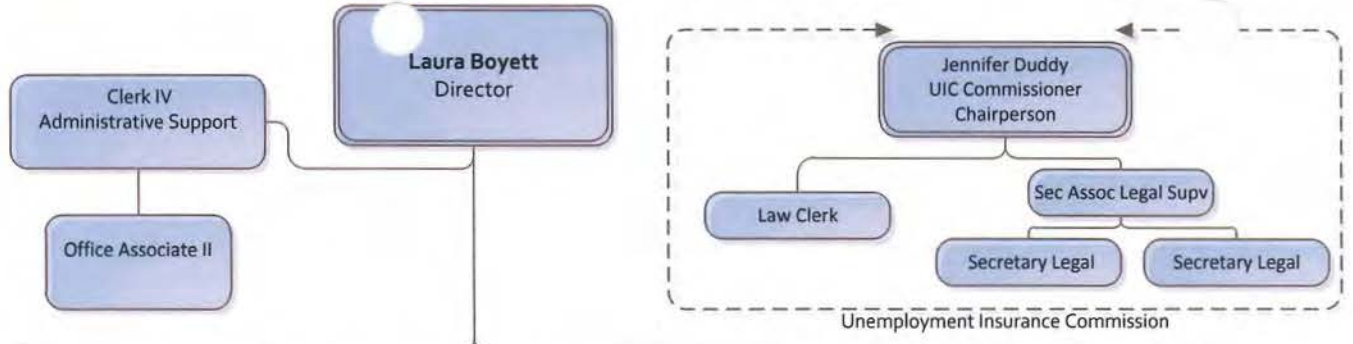 Laura Boyett
Director
Clerk IV
Administrative Support
Office Associate II
Jennifer Duddy
UIC Commissioner
Chairperson
Law Clerk
Sec Assoc Legal Supv
Secretary Legal
Secretary Legal
Unemployment Insurance Commission